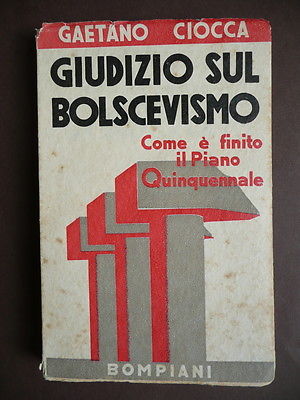 GAETANO CIOCCA
GIUDIZIO SUL
BOLSCEVISMO
Come è finito
il Piano
Quinquennale
BOMPIANI